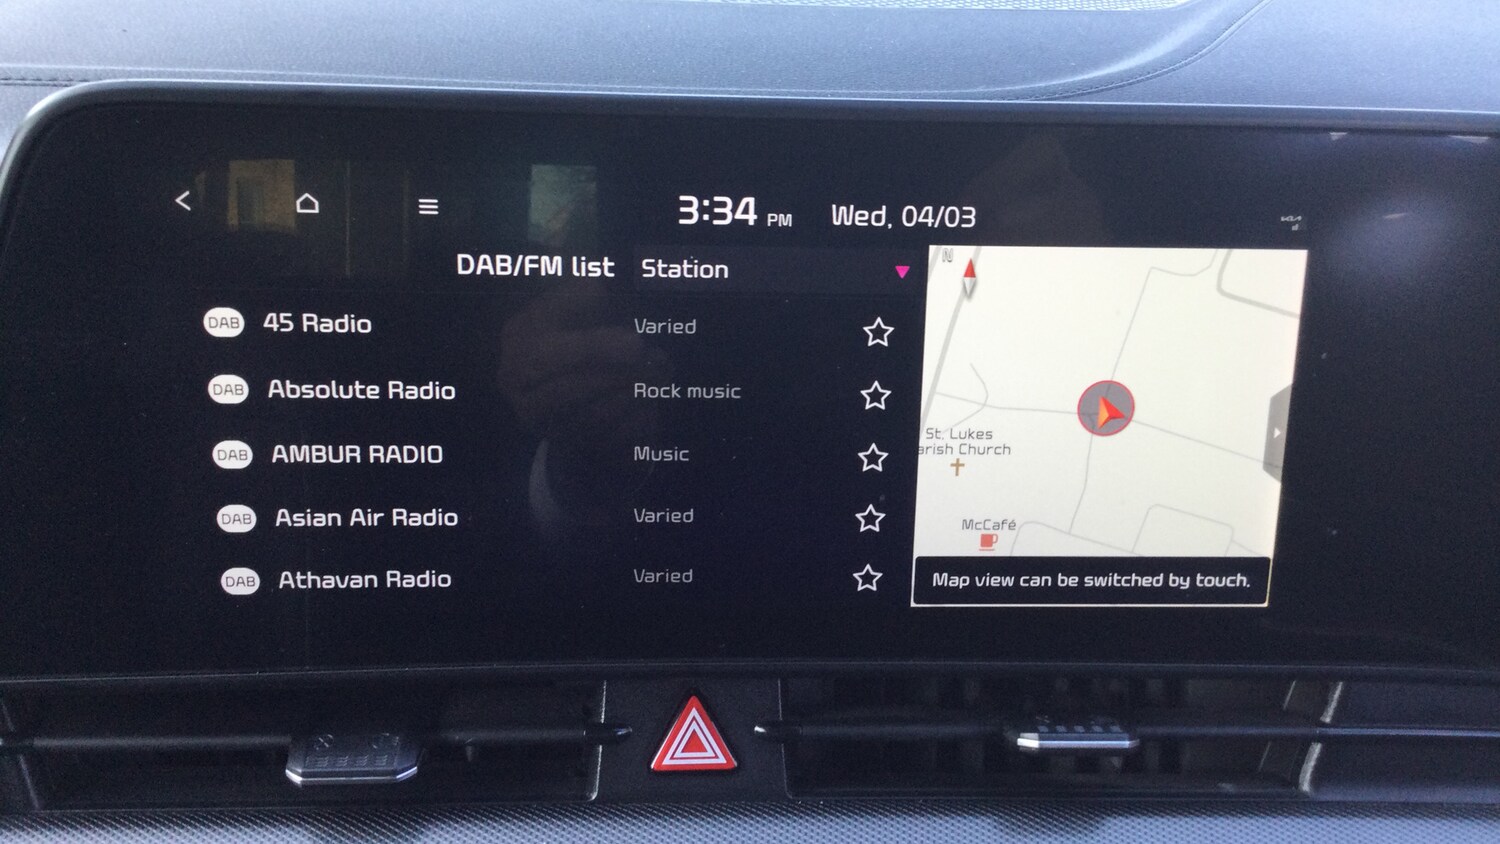 3:34 PM Wed, 04/03
DAB/FM list Station
DAB 45 Radio Varied
DAB Absolute Radio Rock music
DAB AMBUR RADIO Music
DAB Asian Air Radio Varied
DAB Athavan Radio Varied
N
St. Lukes
arish Church
McCafé
Map view can be switched by touch.